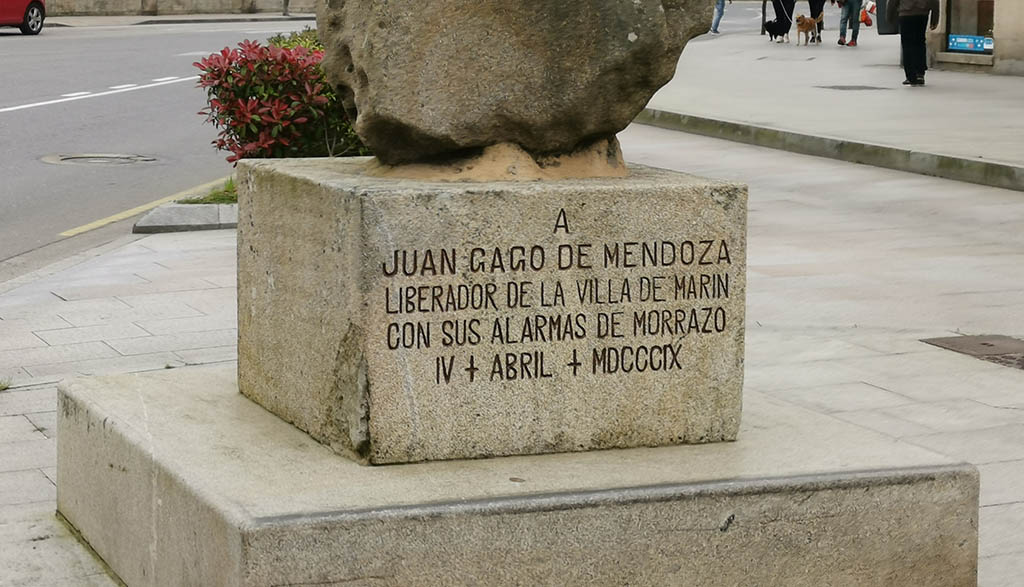 A
JUAN GAGO DE MENDOZA
LIBERADOR DE LA VILLA DE MARIN
CON SUS ALARMAS DE MORRAZO
IV + ABRIL + MDCCCIX